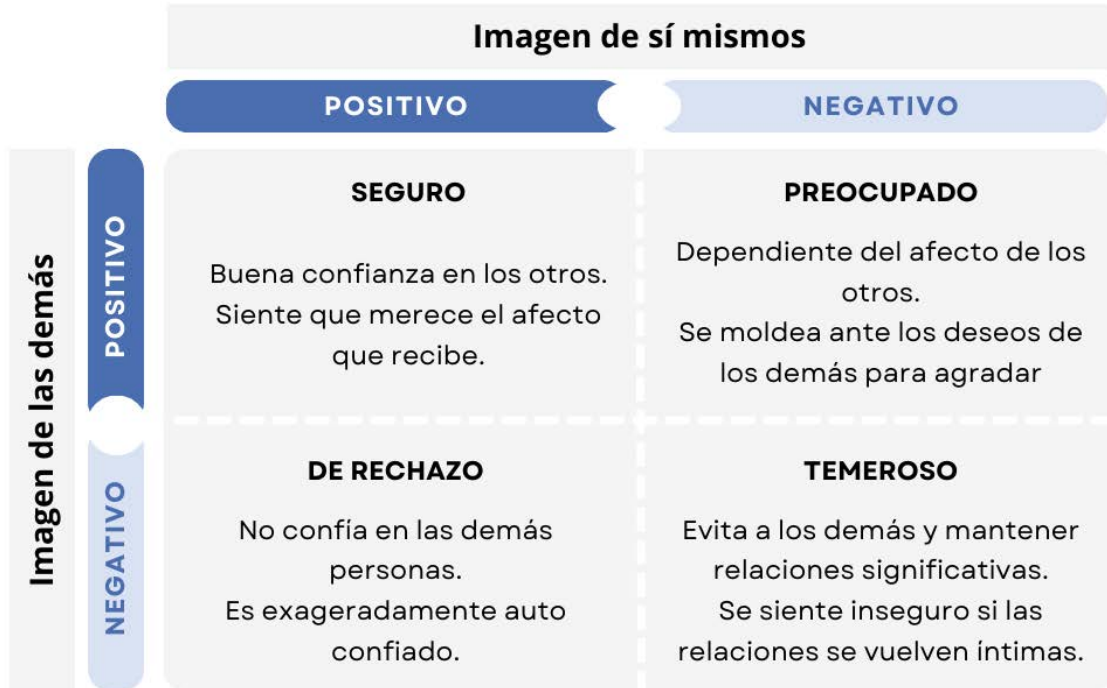 Imagen de sí mismos
POSITIVO
NEGATIVO
Imagen de las demás
POSITIVO
NEGATIVO
SEGURO
Buena confianza en los otros.
Siente que merece el afecto
que recibe.
PREOCUPADO
Dependiente del afecto de los
otros.
Se moldea ante los deseos de
los demás para agradar
DE RECHAZO
No confía en las demás
personas.
Es exageradamente auto
confiado.
TEMEROSO
Evita a los demás y mantener
relaciones significativas.
Se siente inseguro si las
relaciones se vuelven íntimas.